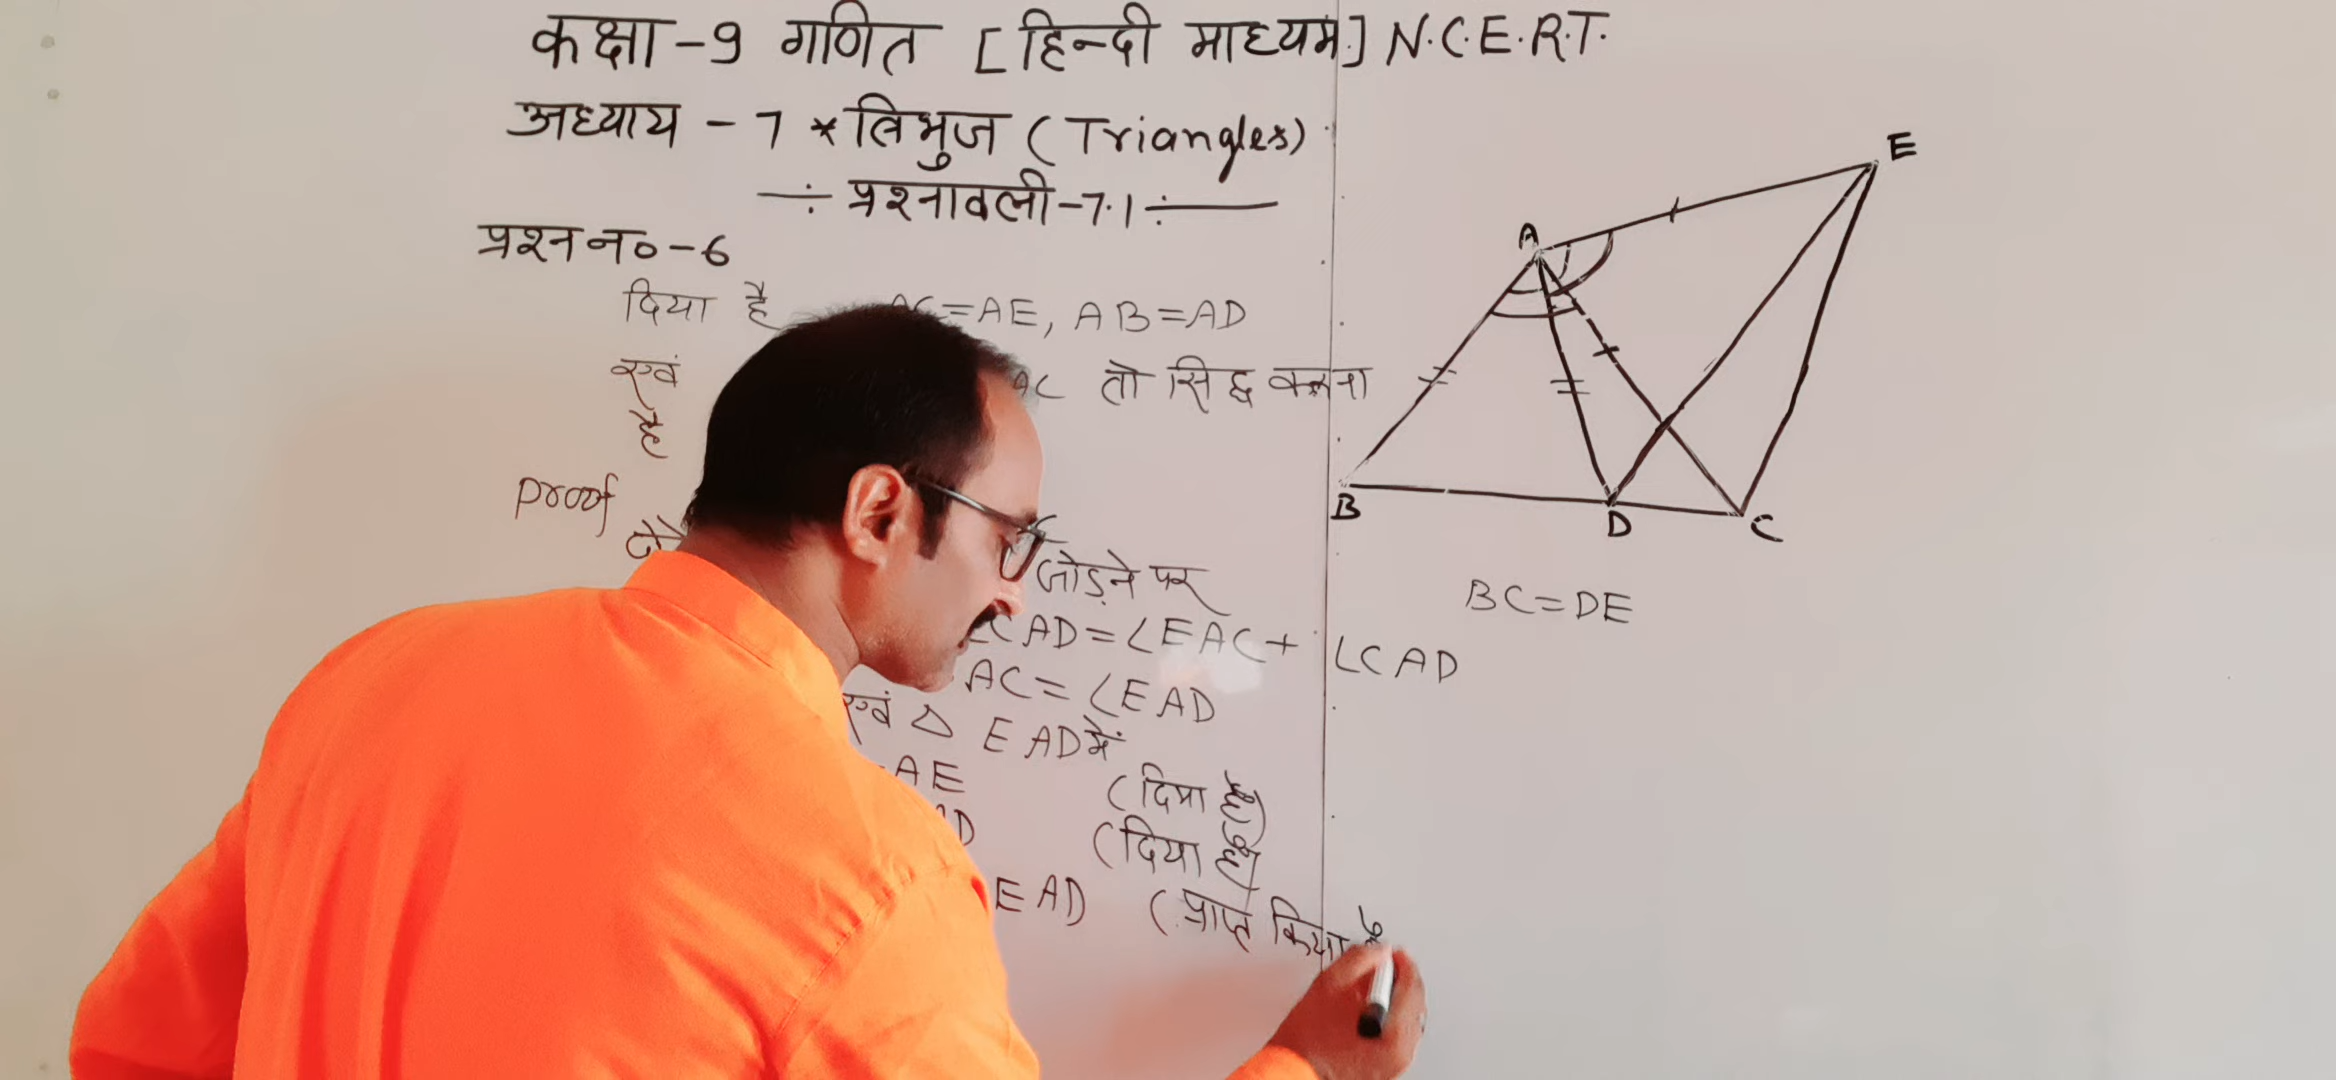 कक्षा -9 गणित [हिन्दी माध्यम] N.C.E.R.T.
अध्याय - 7 * त्रिभुज (Triangles)
÷ प्रश्नावली-7.1 ÷
प्रश्न न० - 6
दिया है AC=AE, AB=AD
एवं AC तो सिद्ध करना
है
Proof
जोड़ने पर
∠CAD=∠EAC+ ∠CAD
AC= ∠EAD
एवं △ EAD में
AE (दिया है)
AD (दिया है)
EAD (प्राप्त किया है
E
A
B
D
C
BC=DE